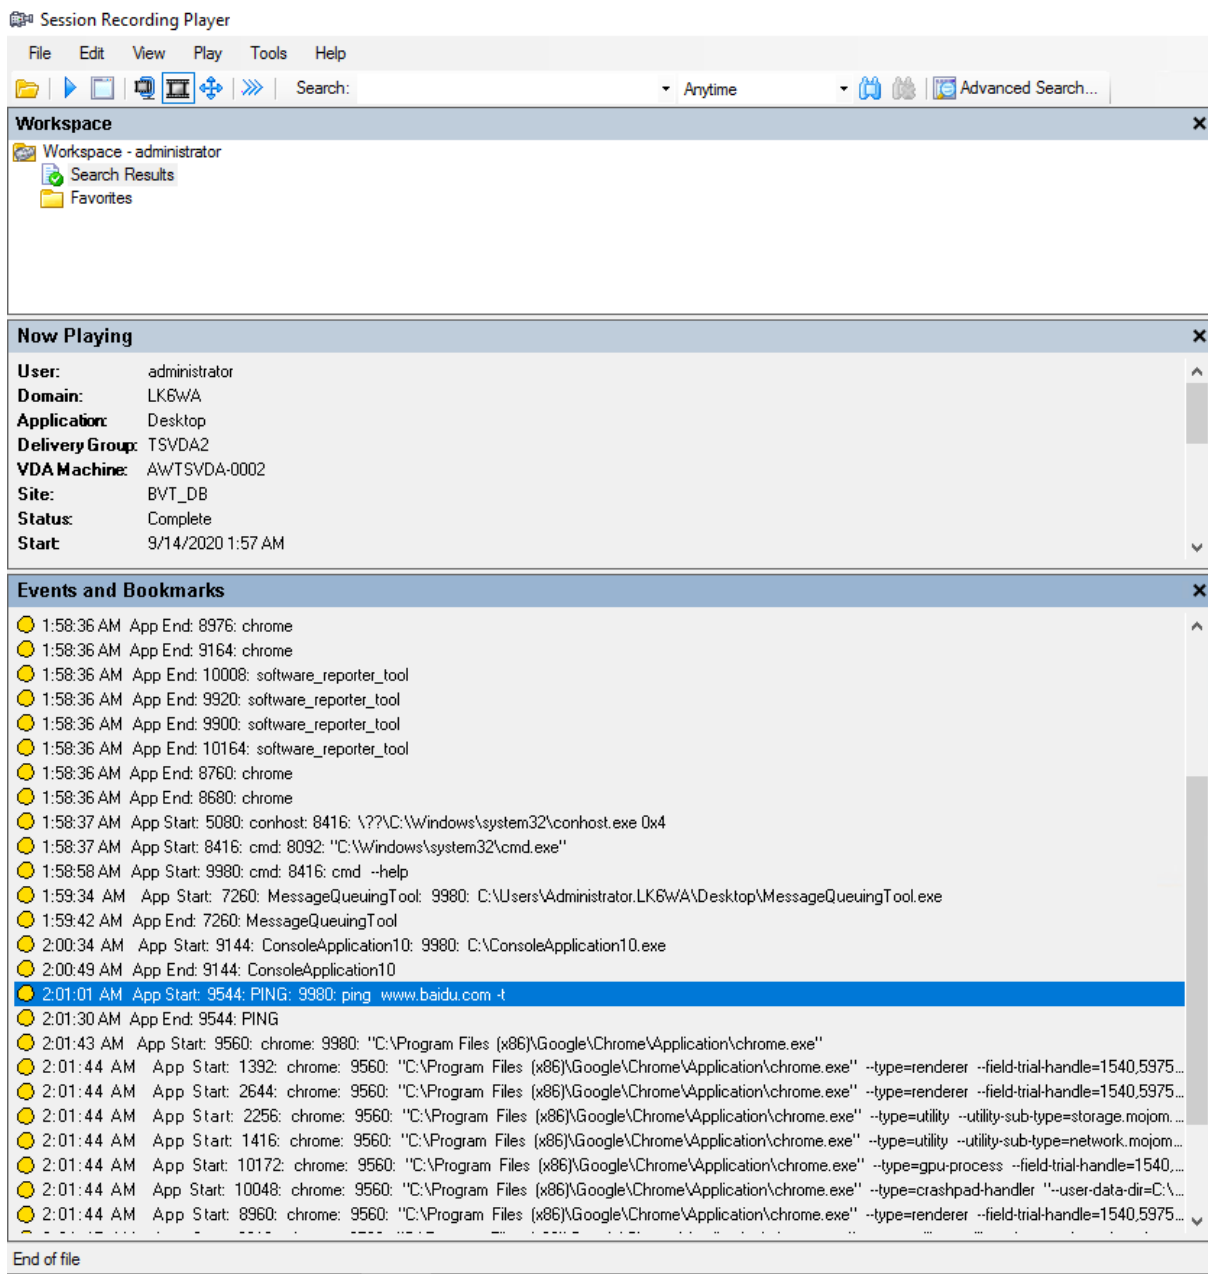 Session Recording Player
File Edit View Play Tools Help
Search: Anytime Advanced Search...
Workspace
Workspace - administrator
Search Results
Favorites
Now Playing
User: administrator
Domain: LK6WA
Application: Desktop
Delivery Group: TSVDA2
VDA Machine: AWTSVDA-0002
Site: BVT_DB
Status: Complete
Start: 9/14/2020 1:57 AM
Events and Bookmarks
1:58:36 AM App End: 8976: chrome
1:58:36 AM App End: 9164: chrome
1:58:36 AM App End: 10008: software_reporter_tool
1:58:36 AM App End: 9920: software_reporter_tool
1:58:36 AM App End: 9900: software_reporter_tool
1:58:36 AM App End: 10164: software_reporter_tool
1:58:36 AM App End: 8760: chrome
1:58:36 AM App End: 8680: chrome
1:58:37 AM App Start: 5080: conhost: 8416: \??\C:\Windows\system32\conhost.exe 0x4
1:58:37 AM App Start: 8416: cmd: 8092: "C:\Windows\system32\cmd.exe"
1:58:58 AM App Start: 9980: cmd: 8416: cmd --help
1:59:34 AM App Start: 7260: MessageQueuingTool: 9980: C:\Users\Administrator.LK6WA\Desktop\MessageQueuingTool.exe
1:59:42 AM App End: 7260: MessageQueuingTool
2:00:34 AM App Start: 9144: ConsoleApplication10: 9980: C:\ConsoleApplication10.exe
2:00:49 AM App End: 9144: ConsoleApplication10
2:01:01 AM App Start: 9544: PING: 9980: ping www.baidu.com -t
2:01:30 AM App End: 9544: PING
2:01:43 AM App Start: 9560: chrome: 9980: "C:\Program Files (x86)\Google\Chrome\Application\chrome.exe"
2:01:44 AM App Start: 1392: chrome: 9560: "C:\Program Files (x86)\Google\Chrome\Application\chrome.exe" --type=renderer --field-trial-handle=1540,5975...
2:01:44 AM App Start: 2644: chrome: 9560: "C:\Program Files (x86)\Google\Chrome\Application\chrome.exe" --type=renderer --field-trial-handle=1540,5975...
2:01:44 AM App Start: 2256: chrome: 9560: "C:\Program Files (x86)\Google\Chrome\Application\chrome.exe" --type=utility --utility-sub-type=storage.mojom....
2:01:44 AM App Start: 1416: chrome: 9560: "C:\Program Files (x86)\Google\Chrome\Application\chrome.exe" --type=utility --utility-sub-type=network.mojom...
2:01:44 AM App Start: 10172: chrome: 9560: "C:\Program Files (x86)\Google\Chrome\Application\chrome.exe" --type=gpu-process --field-trial-handle=1540,...
2:01:44 AM App Start: 10048: chrome: 9560: "C:\Program Files (x86)\Google\Chrome\Application\chrome.exe" --type=crashpad-handler "--user-data-dir=C:\...
2:01:44 AM App Start: 8960: chrome: 9560: "C:\Program Files (x86)\Google\Chrome\Application\chrome.exe" --type=renderer --field-trial-handle=1540,5975...
End of file